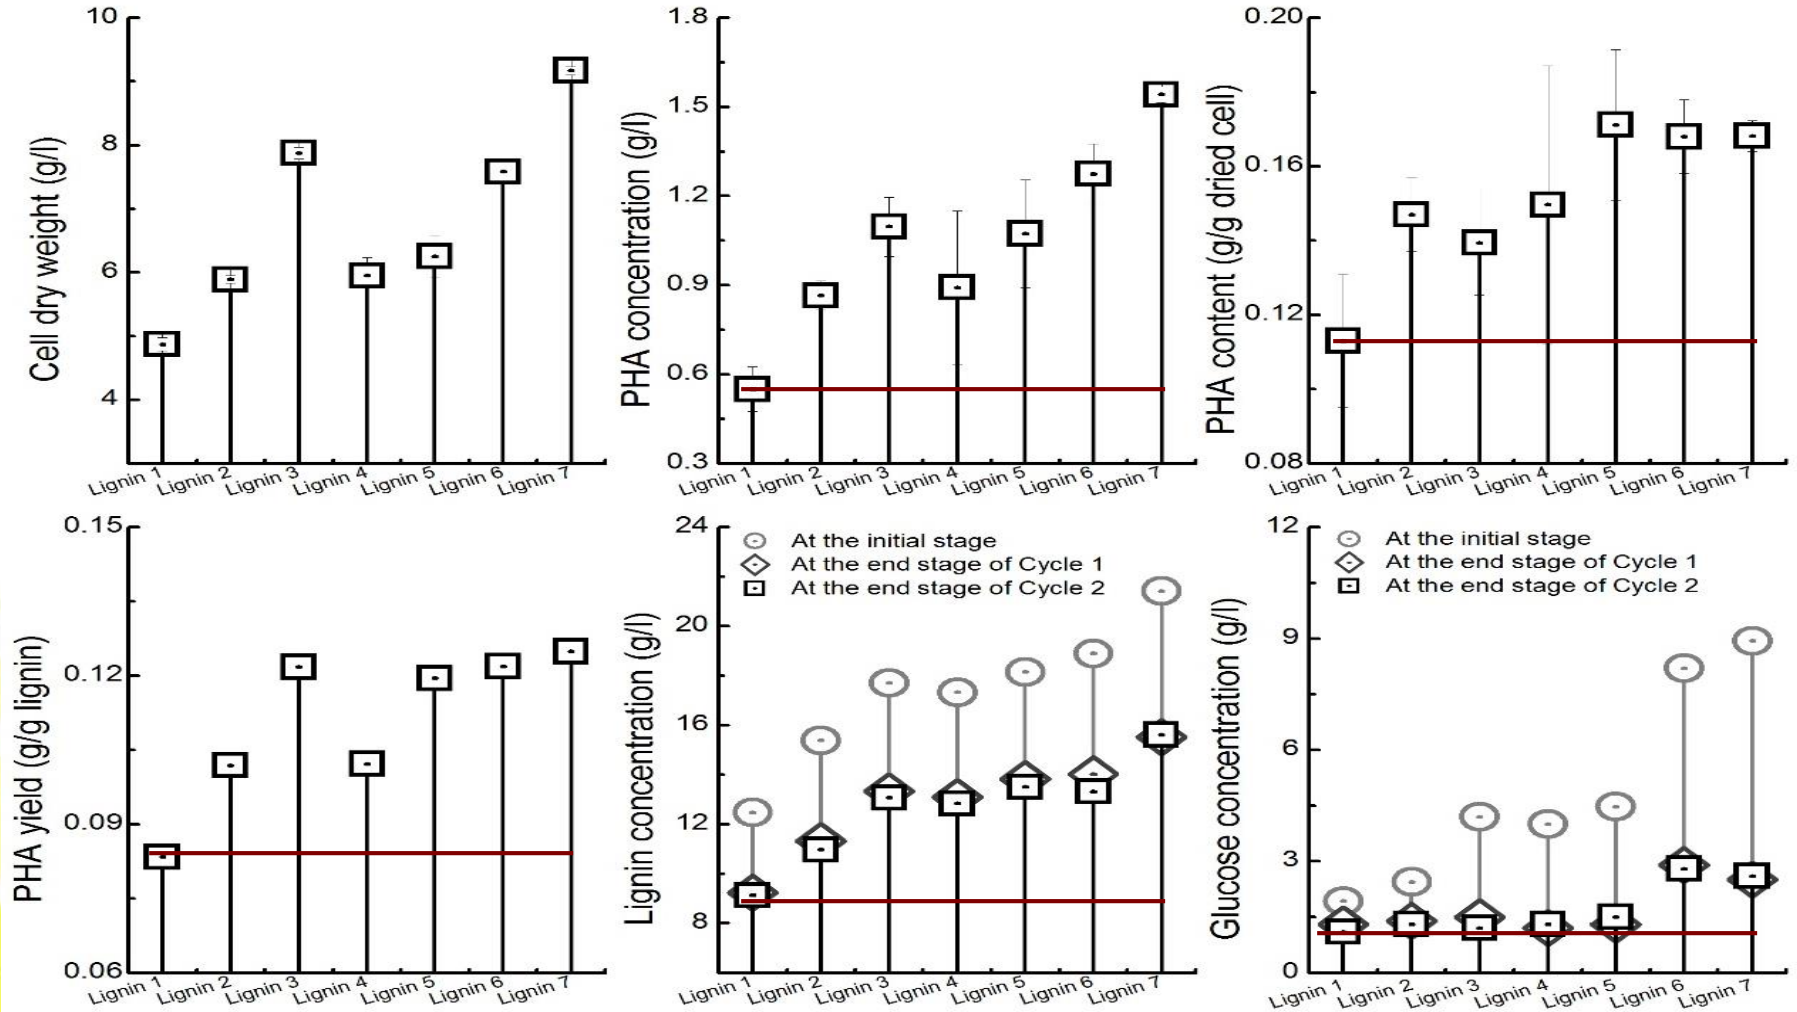 Cell dry weight (g/l)
10
8
6
4
Lignin 1 Lignin 2 Lignin 3 Lignin 4 Lignin 5 Lignin 6 Lignin 7
PHA concentration (g/l)
1.8
1.5
1.2
0.9
0.6
0.3
Lignin 1 Lignin 2 Lignin 3 Lignin 4 Lignin 5 Lignin 6 Lignin 7
PHA content (g/g dried cell)
0.20
0.16
0.12
0.08
Lignin 1 Lignin 2 Lignin 3 Lignin 4 Lignin 5 Lignin 6 Lignin 7
PHA yield (g/g lignin)
0.15
0.12
0.09
0.06
Lignin 1 Lignin 2 Lignin 3 Lignin 4 Lignin 5 Lignin 6 Lignin 7
Lignin concentration (g/l)
24
20
16
12
8
At the initial stage
At the end stage of Cycle 1
At the end stage of Cycle 2
Lignin 1 Lignin 2 Lignin 3 Lignin 4 Lignin 5 Lignin 6 Lignin 7
Glucose concentration (g/l)
12
9
6
3
0
At the initial stage
At the end stage of Cycle 1
At the end stage of Cycle 2
Lignin 1 Lignin 2 Lignin 3 Lignin 4 Lignin 5 Lignin 6 Lignin 7